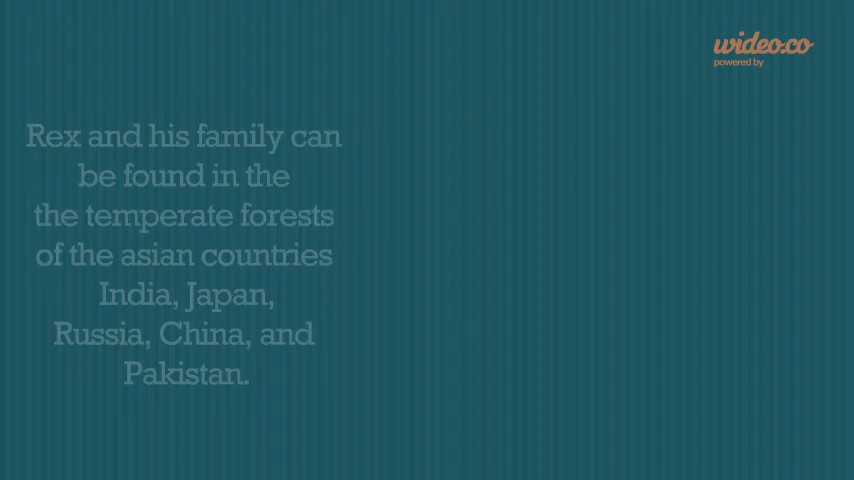 wideo.co
powered by
Rex and his family can
be found in the
the temperate forests
of the asian countries
India, Japan,
Russia, China, and
Pakistan.